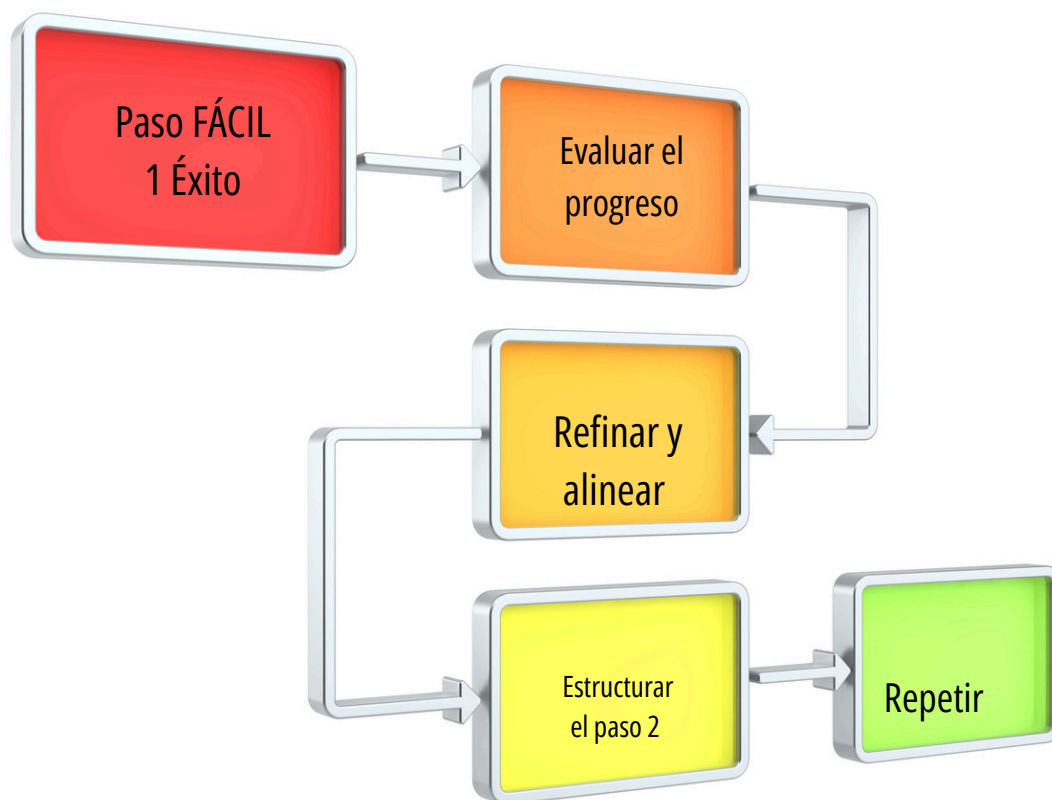 Paso FÁCIL
1 Éxito
Evaluar el
progreso
Refinar y
alinear
Estructurar
el paso 2
Repetir